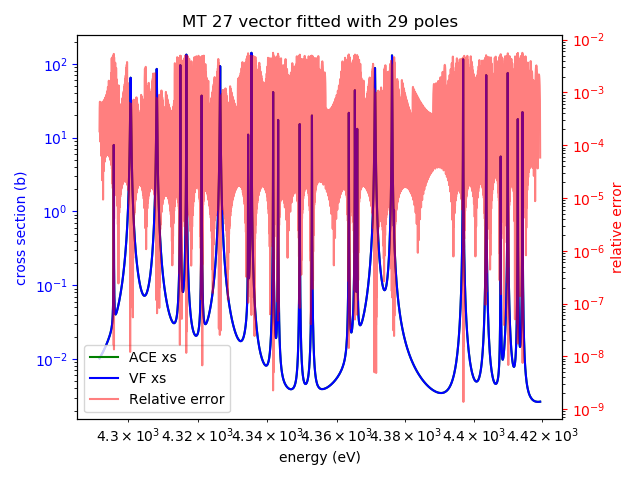 MT 27 vector fitted with 29 poles
10²
10¹
10⁰
10⁻¹
10⁻²
cross section (b)
10⁻²
10⁻³
10⁻⁴
10⁻⁵
10⁻⁶
10⁻⁷
10⁻⁸
10⁻⁹
relative error
ACE xs
VF xs
Relative error
4.3 × 10³ 4.32 × 10³ 4.34 × 10³ 4.36 × 10³ 4.38 × 10³ 4.4 × 10³ 4.42 × 10³
energy (eV)